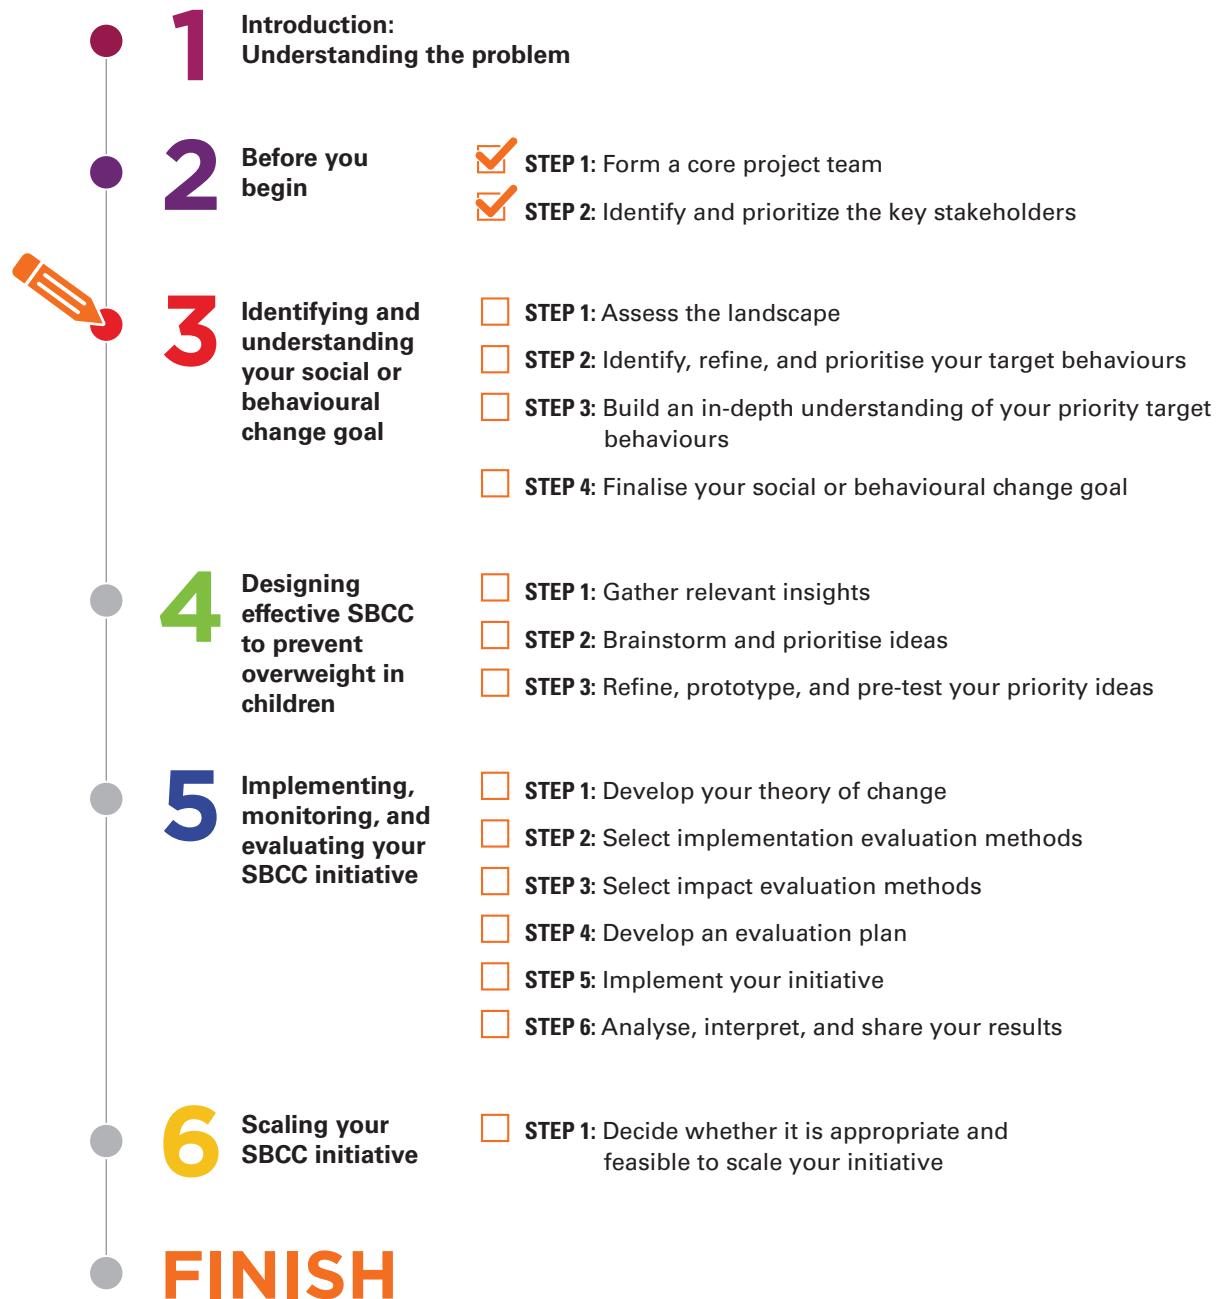 1
Introduction:
Understanding the problem
2
Before you
begin
STEP 1: Form a core project team
STEP 2: Identify and prioritize the key stakeholders
3
Identifying and
understanding
your social or
behavioural
change goal
STEP 1: Assess the landscape
STEP 2: Identify, refine, and prioritise your target behaviours
STEP 3: Build an in-depth understanding of your priority target
behaviours
STEP 4: Finalise your social or behavioural change goal
4
Designing
effective SBCC
to prevent
overweight in
children
STEP 1: Gather relevant insights
STEP 2: Brainstorm and prioritise ideas
STEP 3: Refine, prototype, and pre-test your priority ideas
5
Implementing,
monitoring, and
evaluating your
SBCC initiative
STEP 1: Develop your theory of change
STEP 2: Select implementation evaluation methods
STEP 3: Select impact evaluation methods
STEP 4: Develop an evaluation plan
STEP 5: Implement your initiative
STEP 6: Analyse, interpret, and share your results
6
Scaling your
SBCC initiative
STEP 1: Decide whether it is appropriate and
feasible to scale your initiative
FINISH